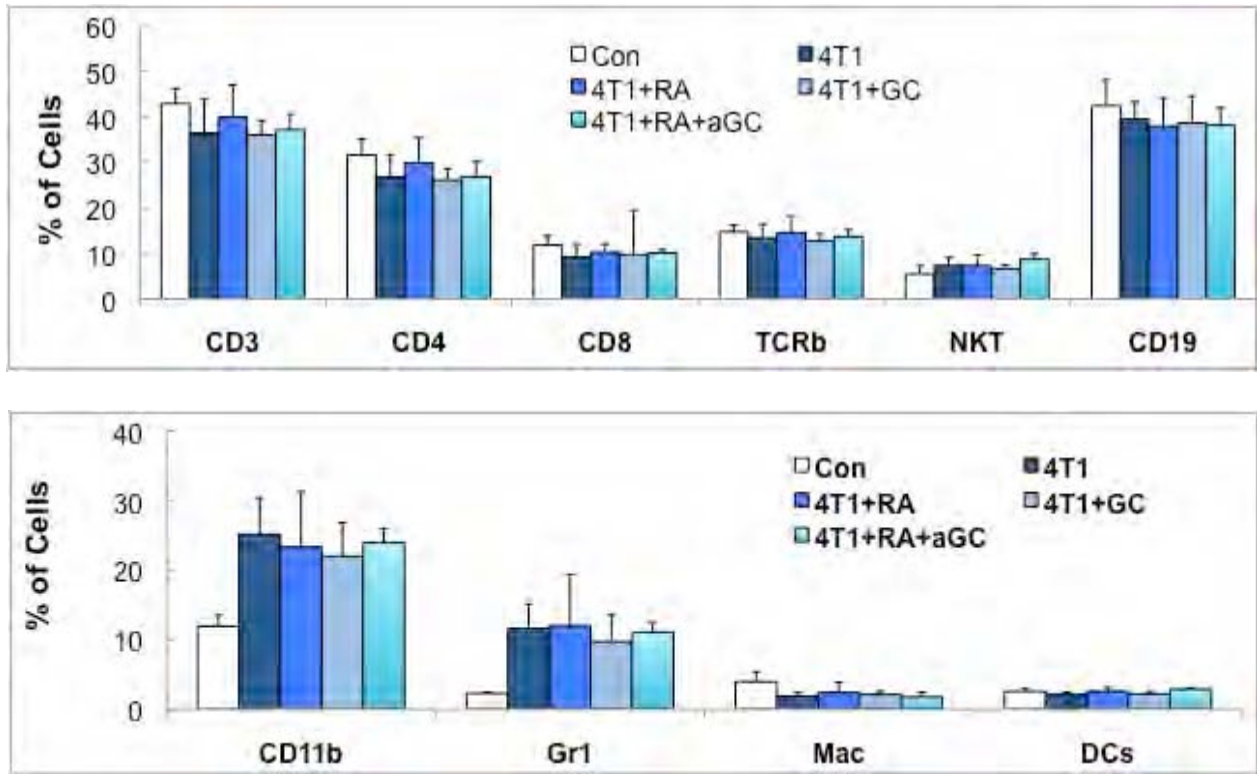 60
50
40
30
20
10
0
% of Cells
Con 4T1
4T1+RA 4T1+GC
4T1+RA+aGC
CD3 CD4 CD8 TCRb NKT CD19
40
30
20
10
0
% of Cells
Con 4T1
4T1+RA 4T1+GC
4T1+RA+aGC
CD11b Gr1 Mac DCs